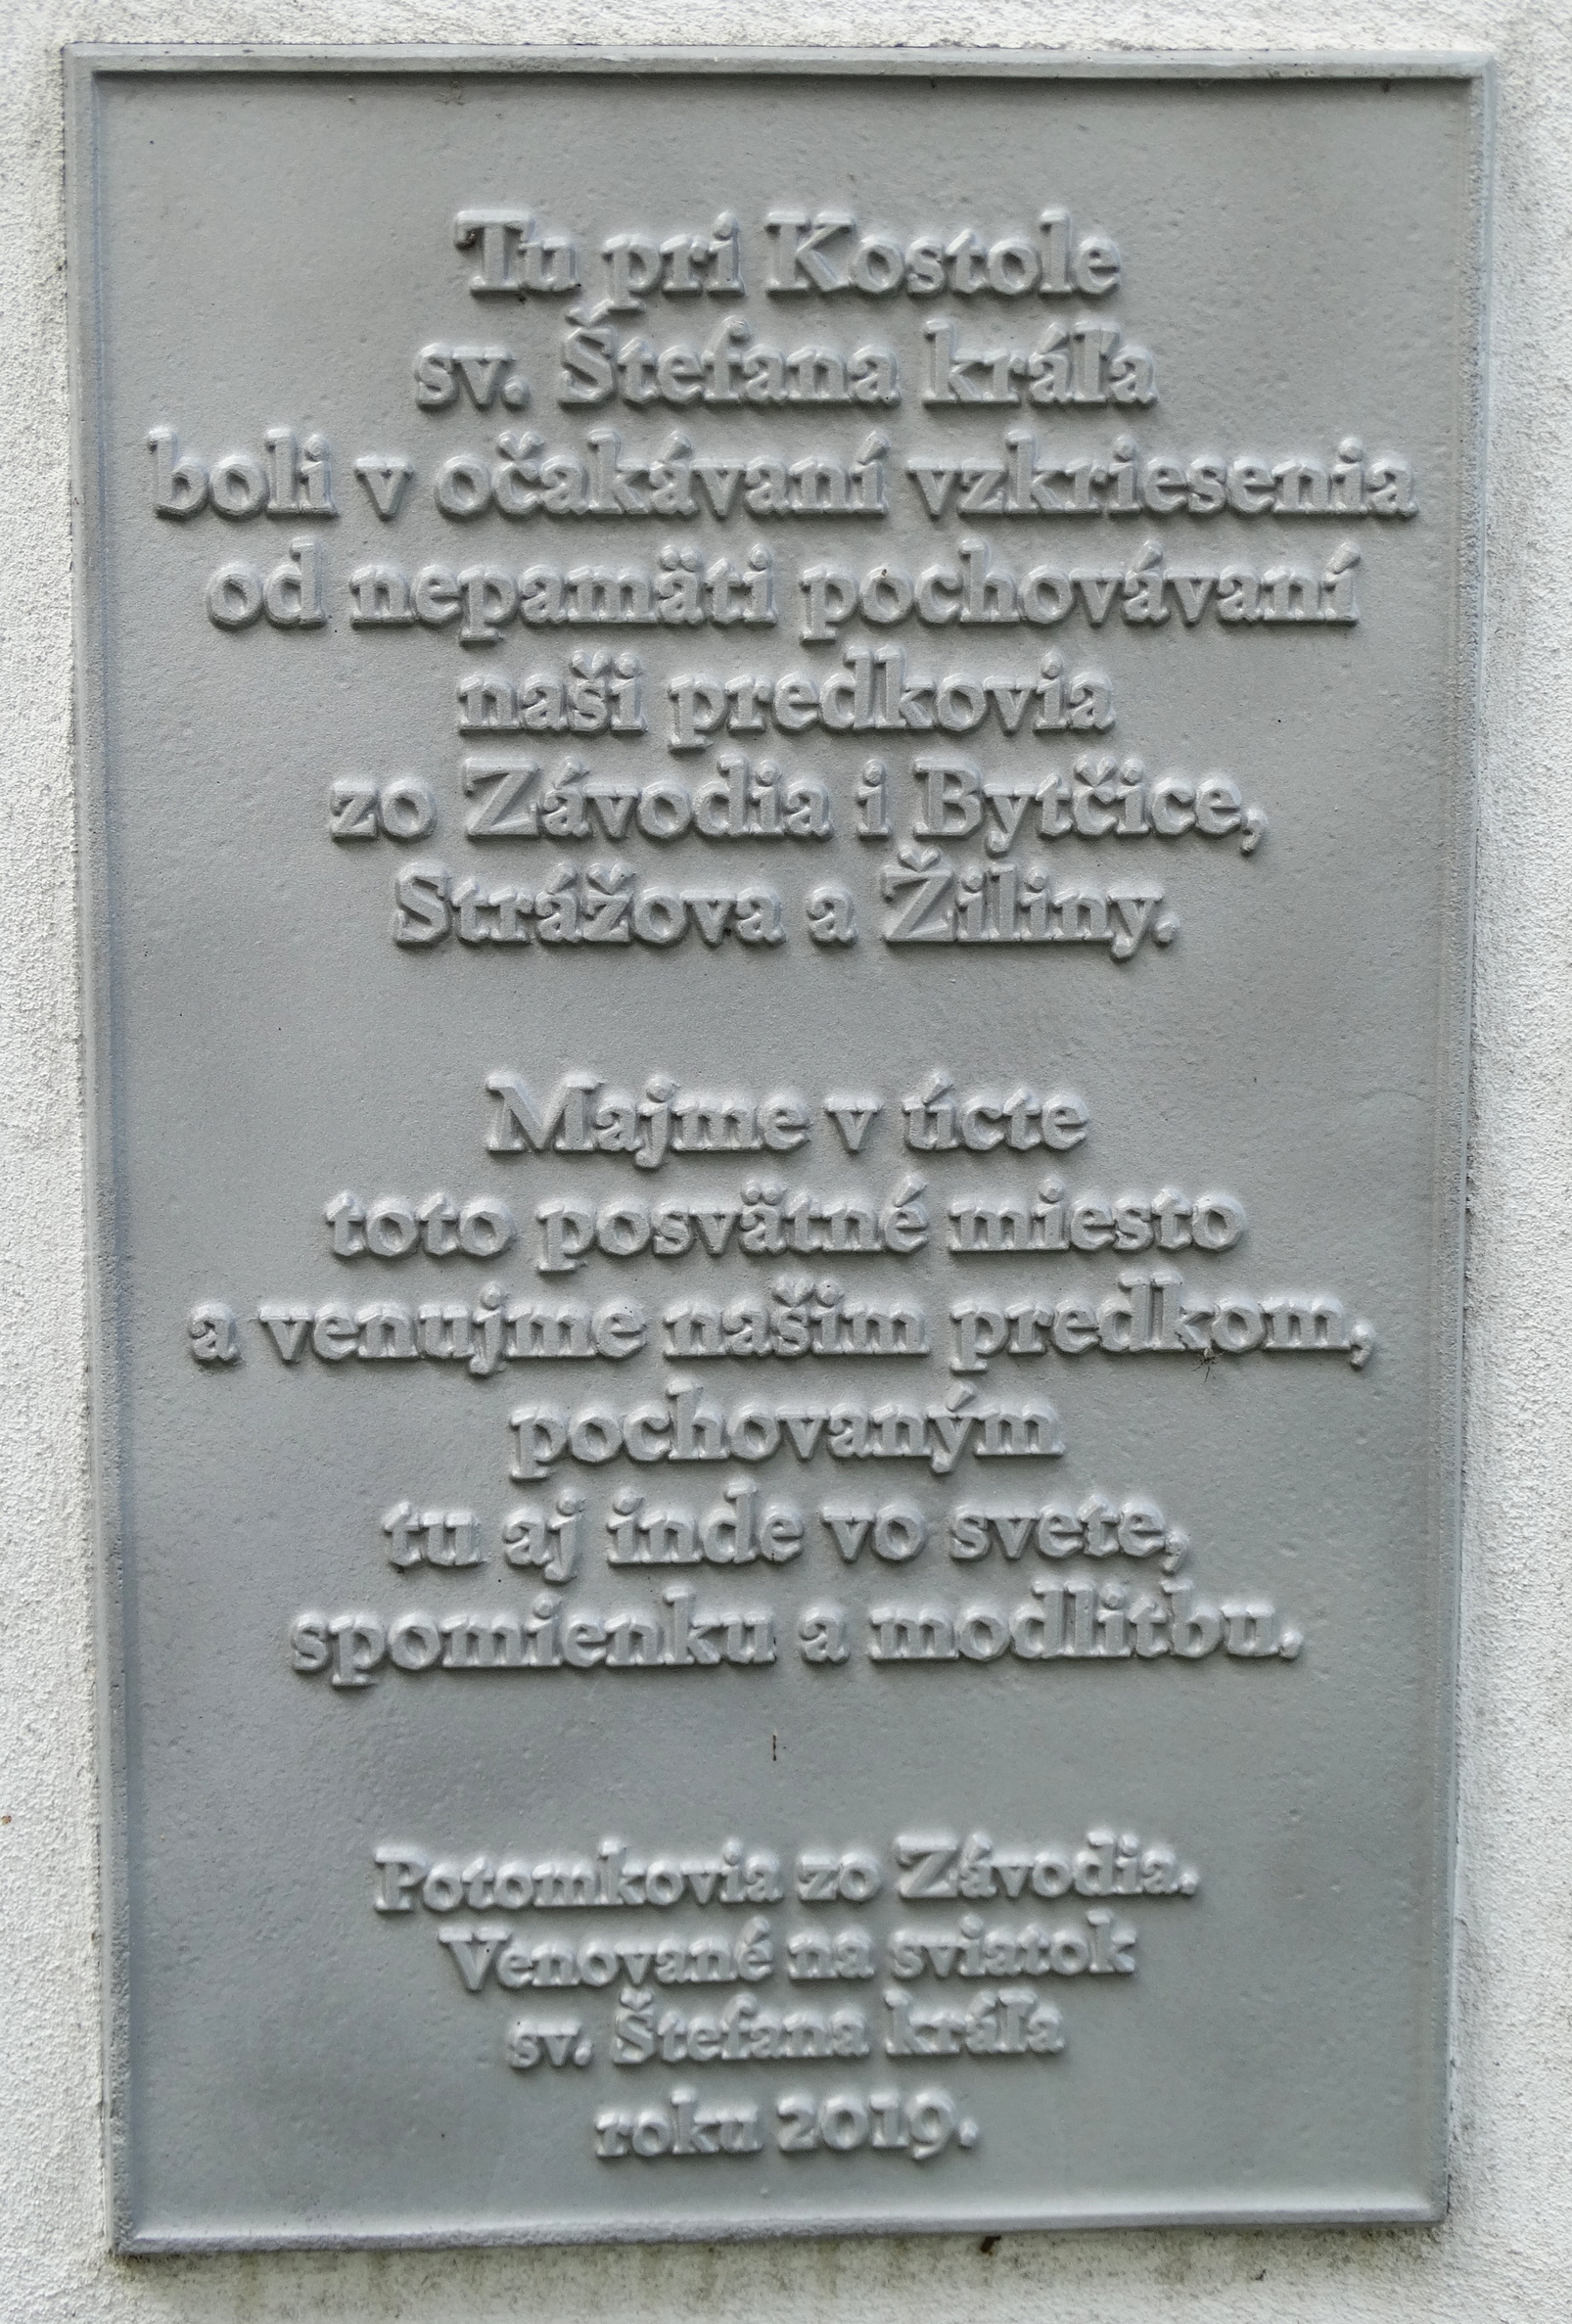 Tu pri Kostole
sv. Štefana kráľa
boli v očakávaní vzkriesenia
od nepamäti pochovávaní
naši predkovia
zo Závodia i Bytčice,
Strážova a Žiliny.
Majme v úcte
toto posvätné miesto
a venujme našim predkom,
pochovaným
tu aj inde vo svete,
spomienku a modlitbu.
Potomkovia zo Závodia.
Venované na sviatok
sv. Štefana kráľa
roku 2019.